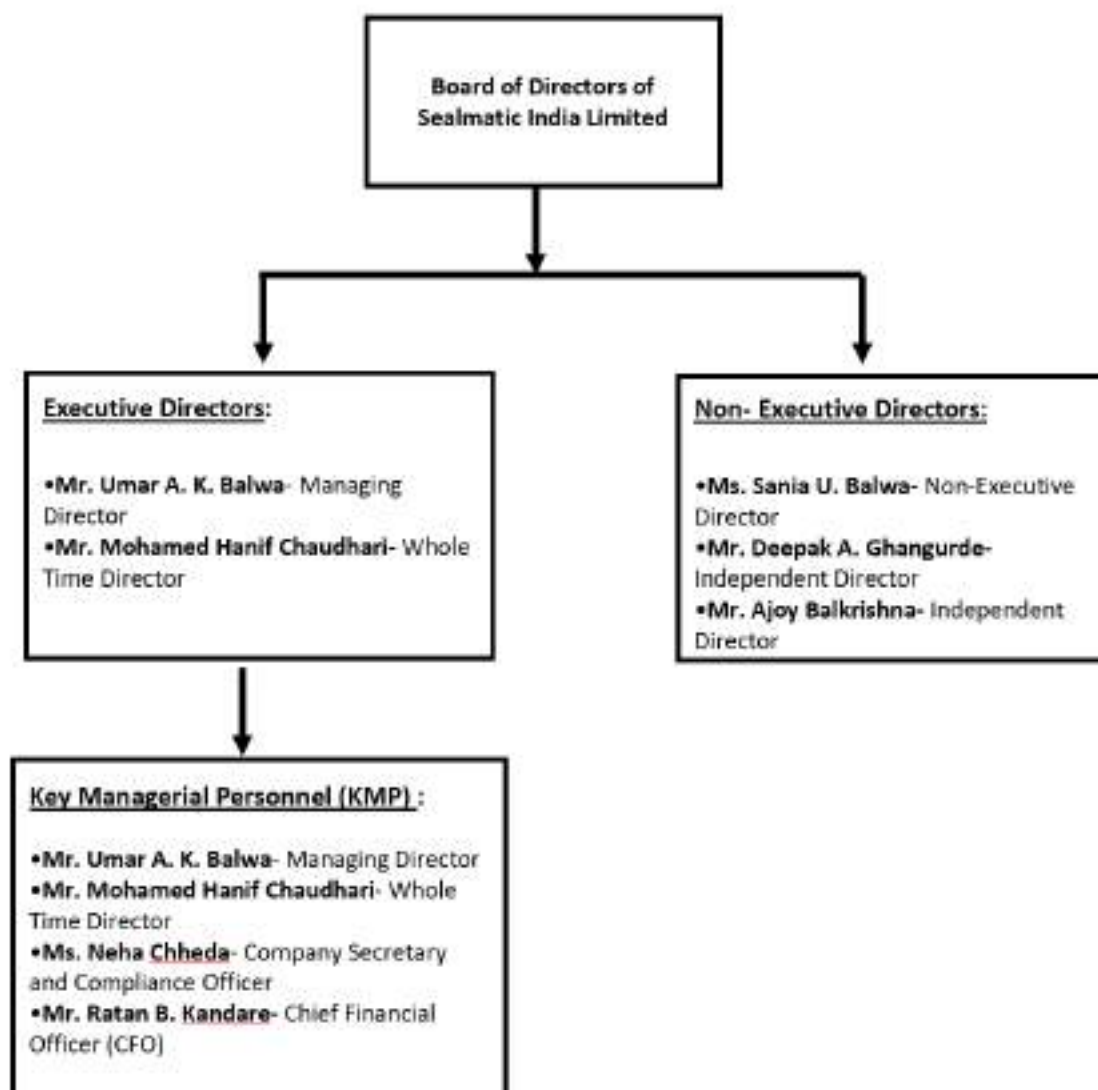 Board of Directors of
Sealmatic India Limited
Executive Directors:
•Mr. Umar A. K. Balwa- Managing
Director
•Mr. Mohamed Hanif Chaudhari- Whole
Time Director
Non- Executive Directors:
•Ms. Sania U. Balwa- Non-Executive
Director
•Mr. Deepak A. Ghangurde-
Independent Director
•Mr. Ajoy Balkrishna- Independent
Director
Key Managerial Personnel (KMP) :
•Mr. Umar A. K. Balwa- Managing Director
•Mr. Mohamed Hanif Chaudhari- Whole
Time Director
•Ms. Neha Chheda- Company Secretary
and Compliance Officer
•Mr. Ratan B. Kandare- Chief Financial
Officer (CFO)